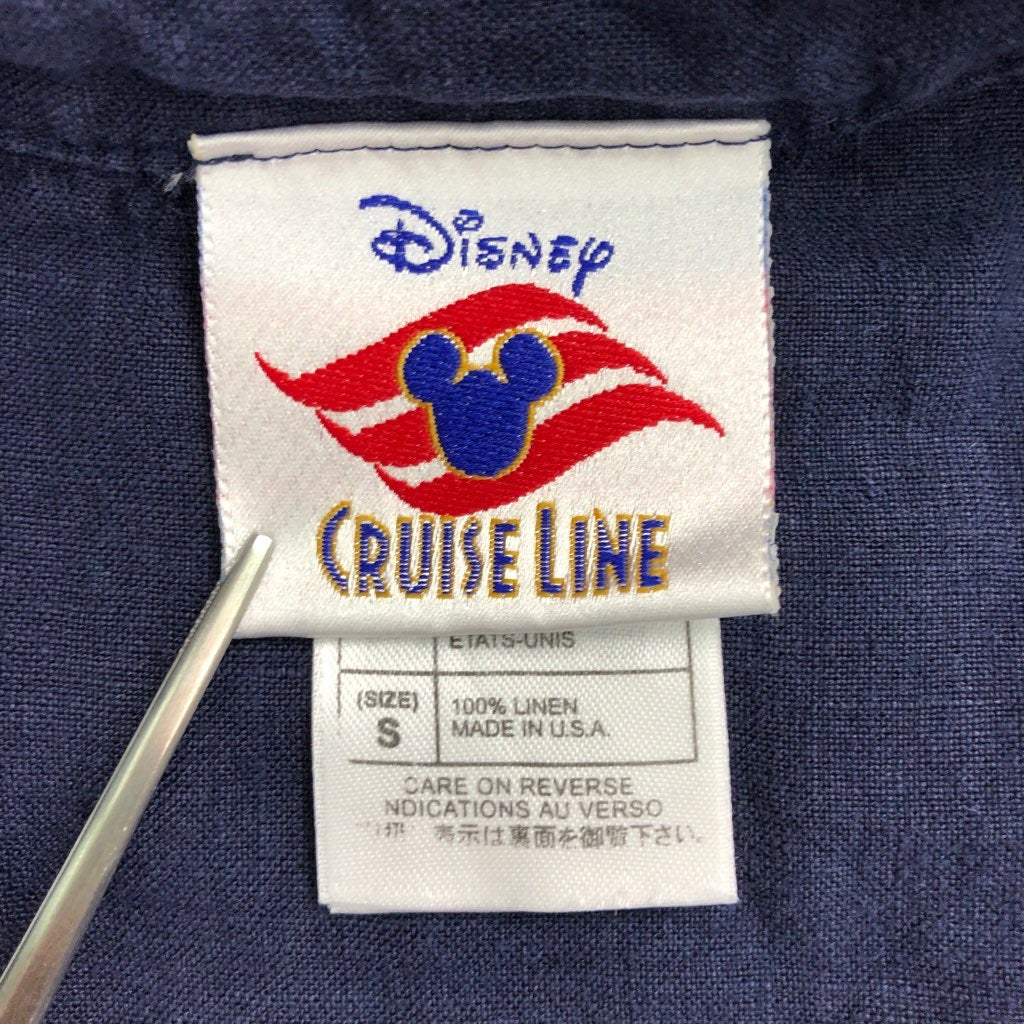 Disney
CRUISE LINE
ETATS-UNIS
(SIZE)
S
100% LINEN
MADE IN U.S.A.
CARE ON REVERSE
NDICATIONS AU VERSO
表示は裏面を御覧下さい。